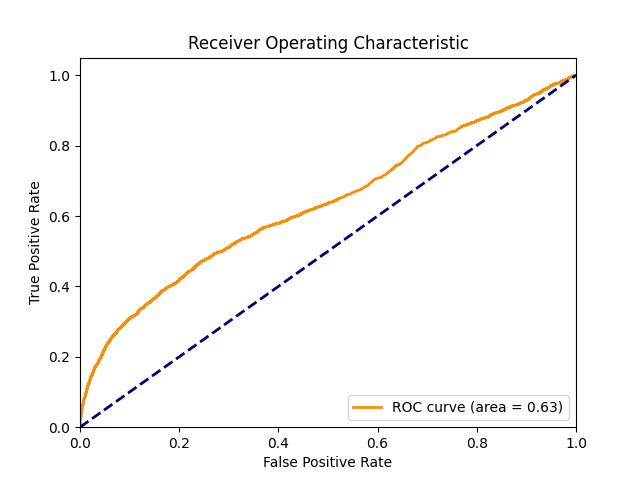 Receiver Operating Characteristic
1.0
0.8
0.6
0.4
0.2
0.0
True Positive Rate
ROC curve (area = 0.63)
0.0 0.2 0.4 0.6 0.8 1.0
False Positive Rate